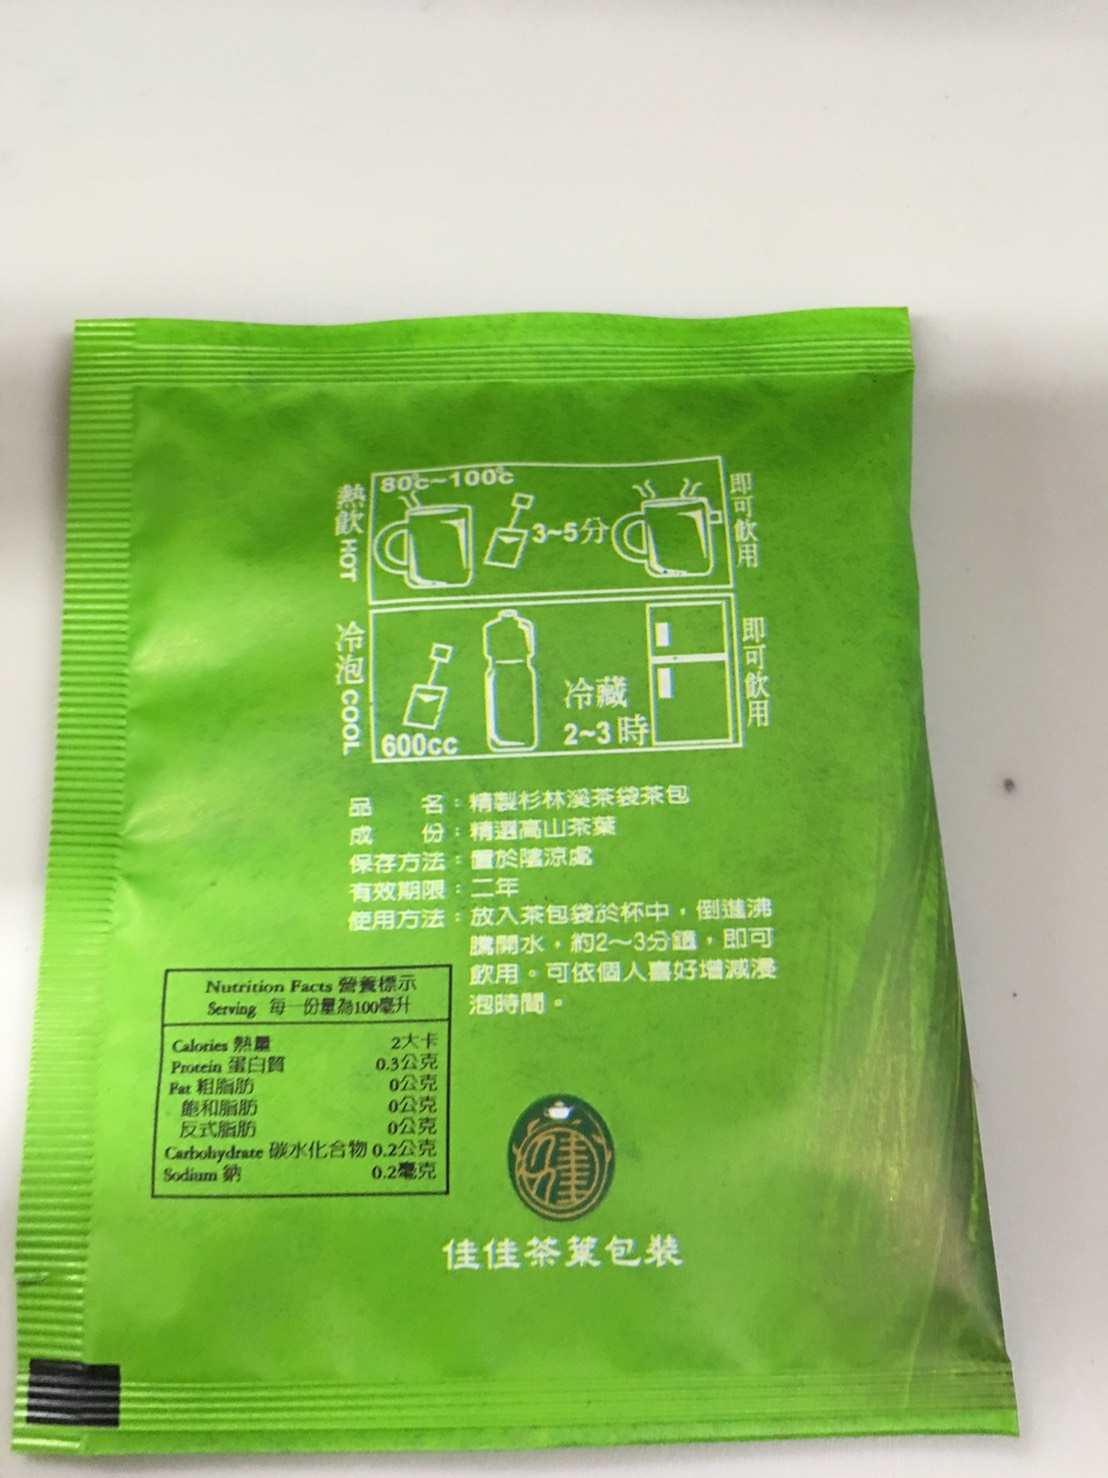 熱飲 HOT
80℃~100℃
3~5分
即可飲用
冷泡 COOL
600cc
冷藏
2~3時
即可飲用
品 名：精製杉林溪茶袋茶包
成 份：精選高山茶葉
保存方法：置於陰涼處
有效期限：二年
使用方法：放入茶包袋於杯中，倒進沸
騰開水，約2～3分鐘，即可
飲用。可依個人喜好增減浸
泡時間。
Nutrition Facts 營養標示
Serving 每一份量為100毫升
Calories 熱量 2大卡
Protein 蛋白質 0.3公克
Fat 粗脂肪 0公克
飽和脂肪 0公克
反式脂肪 0公克
Carbohydrate 碳水化合物 0.2公克
Sodium 鈉 0.2毫克
佳佳茶葉包裝